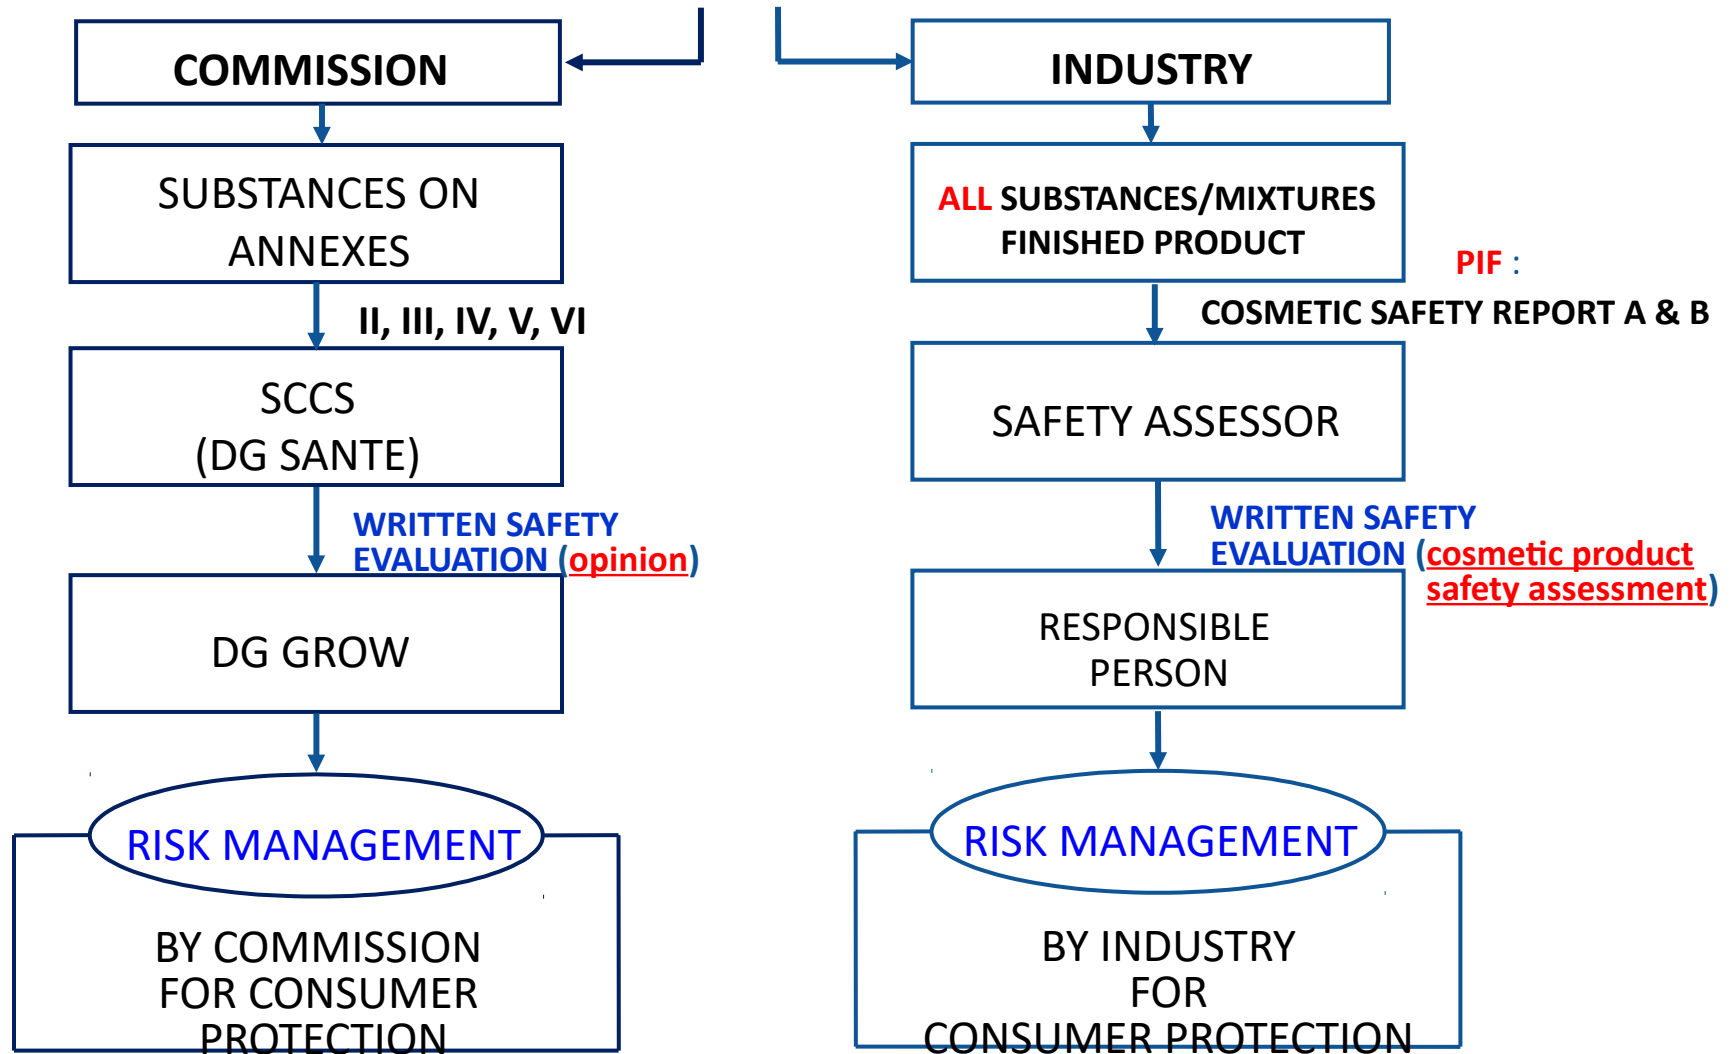 COMMISSION
SUBSTANCES ON
ANNEXES
II, III, IV, V, VI
SCCS
(DG SANTE)
WRITTEN SAFETY
EVALUATION (opinion)
DG GROW
RISK MANAGEMENT
BY COMMISSION
FOR CONSUMER
PROTECTION
INDUSTRY
ALL SUBSTANCES/MIXTURES
FINISHED PRODUCT
PIF :
COSMETIC SAFETY REPORT A & B
SAFETY ASSESSOR
WRITTEN SAFETY
EVALUATION (cosmetic product
safety assessment)
RESPONSIBLE
PERSON
RISK MANAGEMENT
BY INDUSTRY
FOR
CONSUMER PROTECTION